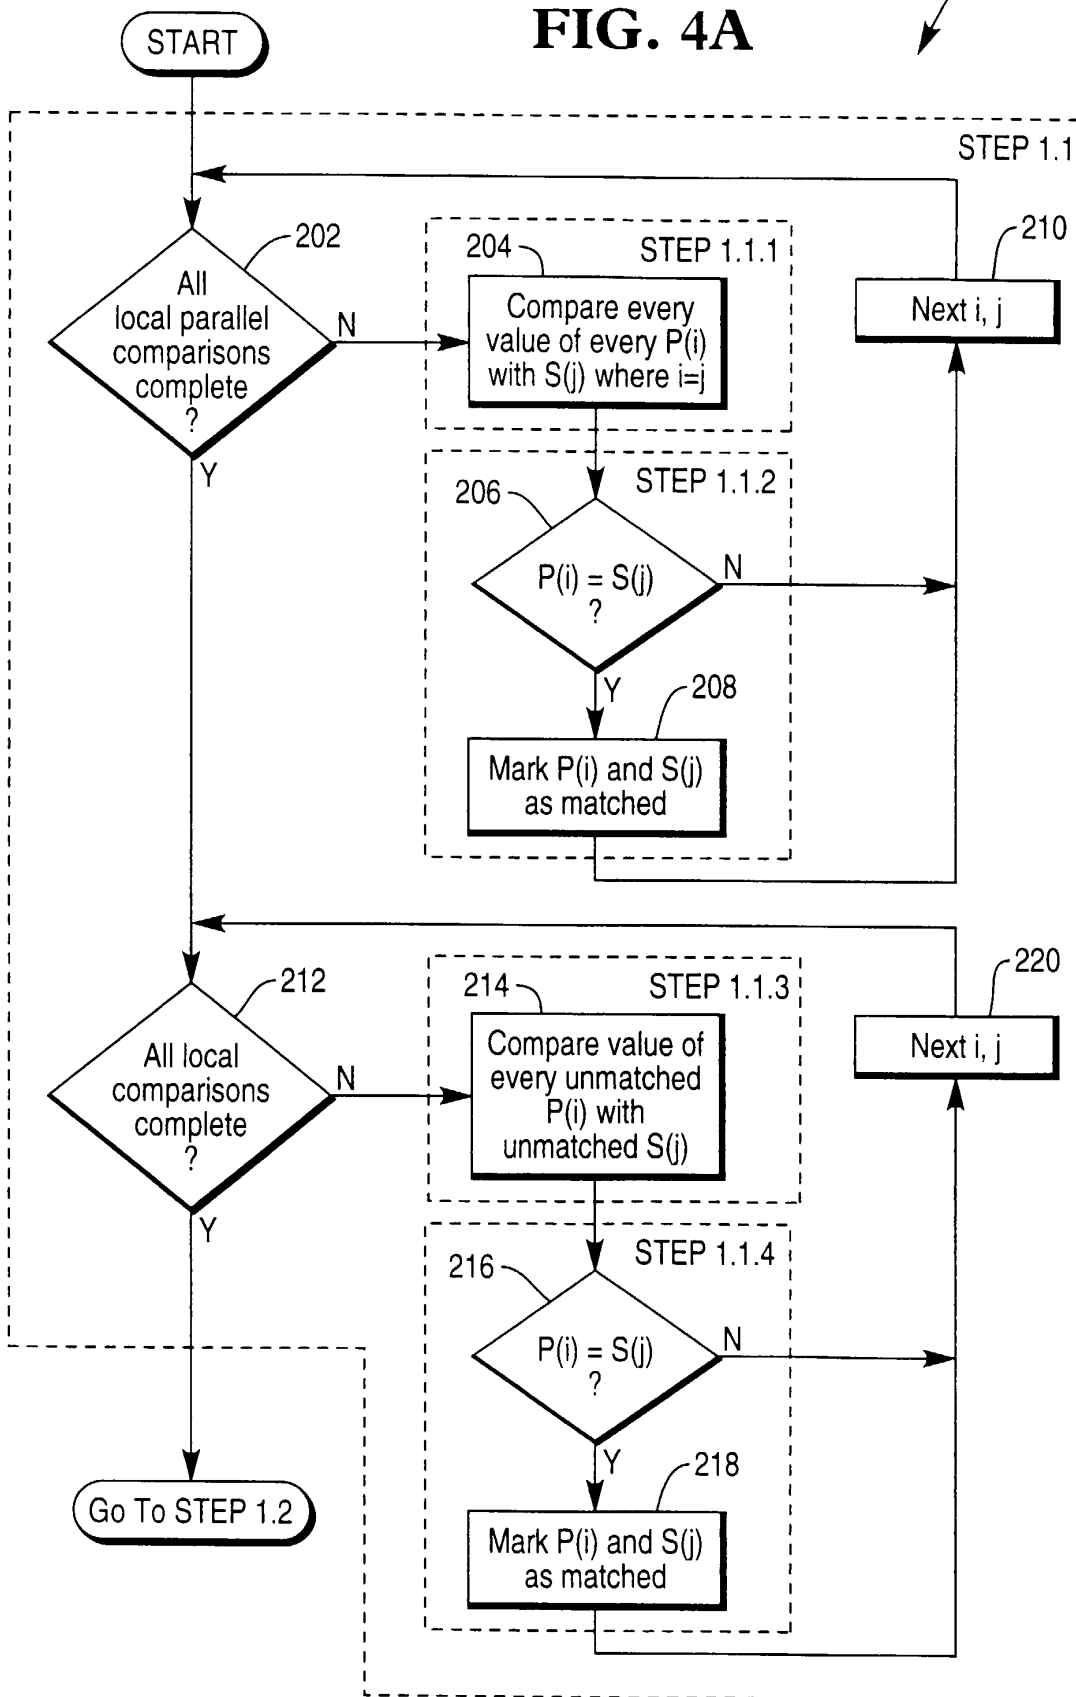 FIG. 4A
START
STEP 1.1
202
All
local parallel
comparisons
complete
?
N
Y
204
STEP 1.1.1
Compare every
value of every P(i)
with S(j) where i=j
210
Next i, j
206
STEP 1.1.2
P(i) = S(j)
?
N
Y
208
Mark P(i) and S(j)
as matched
212
All local
comparisons
complete
?
N
Y
214
STEP 1.1.3
Compare value of
every unmatched
P(i) with
unmatched S(j)
220
Next i, j
216
STEP 1.1.4
P(i) = S(j)
?
N
Y
218
Mark P(i) and S(j)
as matched
Go To STEP 1.2